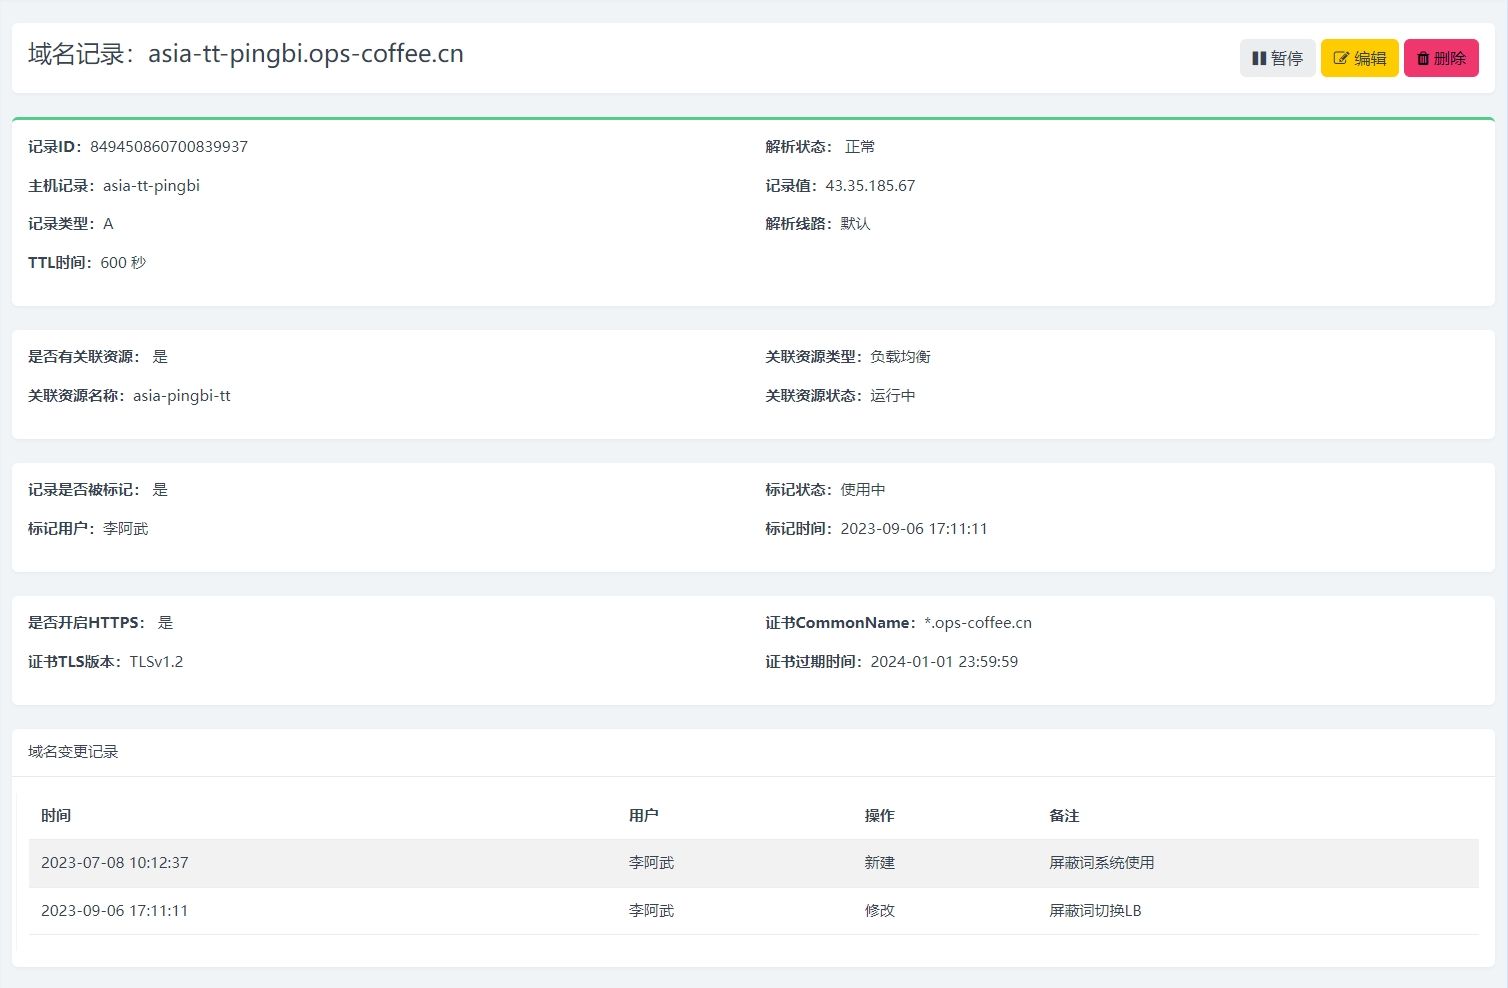 域名记录：asia-tt-pingbi.ops-coffee.cn
暂停 编辑 删除
记录ID：849450860700839937 解析状态： 正常
主机记录：asia-tt-pingbi 记录值：43.35.185.67
记录类型：A 解析线路：默认
TTL时间：600 秒
是否有关联资源： 是 关联资源类型：负载均衡
关联资源名称：asia-pingbi-tt 关联资源状态：运行中
记录是否被标记： 是 标记状态：使用中
标记用户：李阿武 标记时间：2023-09-06 17:11:11
是否开启HTTPS： 是 证书CommonName：*.ops-coffee.cn
证书TLS版本：TLSv1.2 证书过期时间：2024-01-01 23:59:59
域名变更记录
时间 用户 操作 备注
2023-07-08 10:12:37 李阿武 新建 屏蔽词系统使用
2023-09-06 17:11:11 李阿武 修改 屏蔽词切换LB